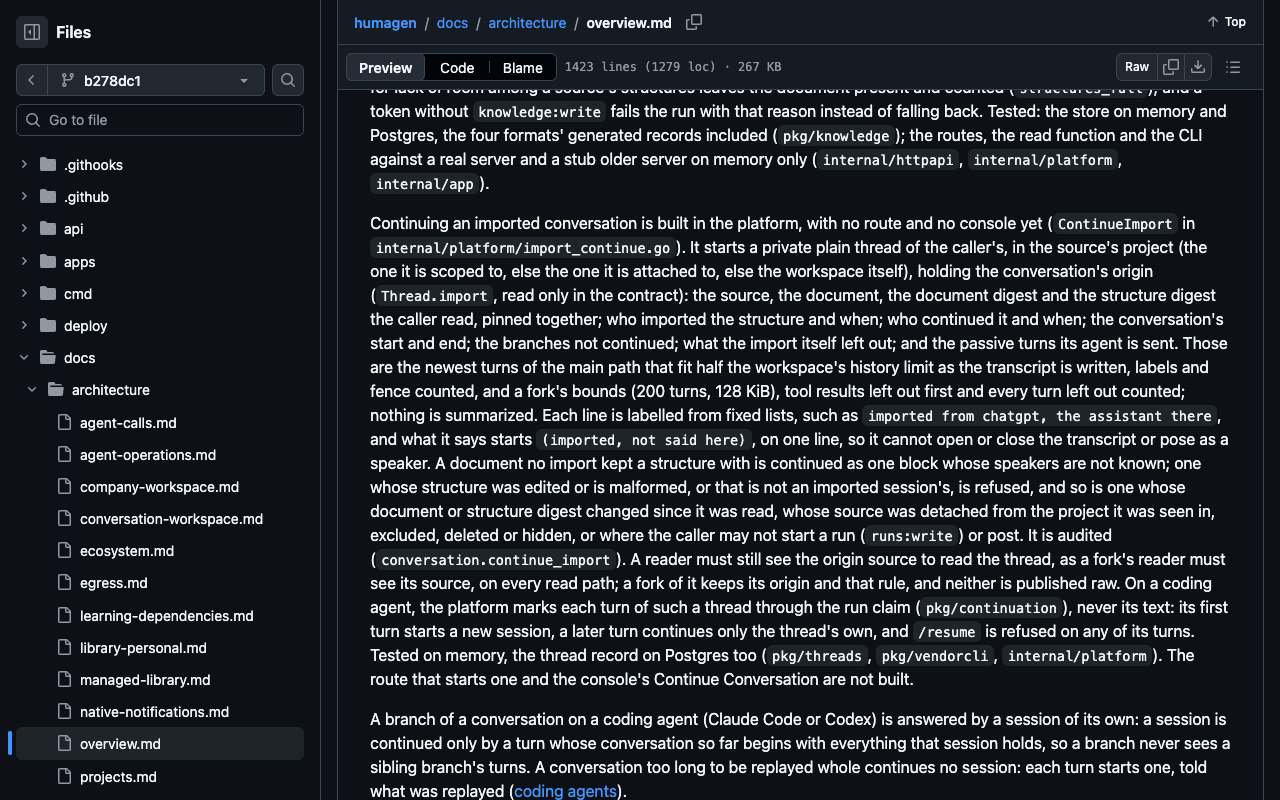 Files
b278dc1
Go to file
.githooks
.github
api
apps
cmd
deploy
docs
architecture
agent-calls.md
agent-operations.md
company-workspace.md
conversation-workspace.md
ecosystem.md
egress.md
learning-dependencies.md
library-personal.md
managed-library.md
native-notifications.md
overview.md
projects.md
humagen / docs / architecture / overview.md
Top
Preview Code Blame 1423 lines (1279 loc) · 267 KB
Raw
for lack of room among a source's structures leaves the document present and counted (structures_full), and a
token without knowledge:write fails the run with that reason instead of falling back. Tested: the store on memory and
Postgres, the four formats' generated records included (pkg/knowledge); the routes, the read function and the CLI
against a real server and a stub older server on memory only (internal/httpapi, internal/platform,
internal/app).
Continuing an imported conversation is built in the platform, with no route and no console yet (ContinueImport in
internal/platform/import_continue.go). It starts a private plain thread of the caller's, in the source's project (the
one it is scoped to, else the one it is attached to, else the workspace itself), holding the conversation's origin
(Thread.import, read only in the contract): the source, the document, the document digest and the structure digest
the caller read, pinned together; who imported the structure and when; who continued it and when; the conversation's
start and end; the branches not continued; what the import itself left out; and the passive turns its agent is sent. Those
are the newest turns of the main path that fit half the workspace's history limit as the transcript is written, labels and
fence counted, and a fork's bounds (200 turns, 128 KiB), tool results left out first and every turn left out counted;
nothing is summarized. Each line is labelled from fixed lists, such as imported from chatgpt, the assistant there,
and what it says starts (imported, not said here), on one line, so it cannot open or close the transcript or pose as a
speaker. A document no import kept a structure with is continued as one block whose speakers are not known; one
whose structure was edited or is malformed, or that is not an imported session's, is refused, and so is one whose
document or structure digest changed since it was read, whose source was detached from the project it was seen in,
excluded, deleted or hidden, or where the caller may not start a run (runs:write) or post. It is audited
(conversation.continue_import). A reader must still see the origin source to read the thread, as a fork's reader must
see its source, on every read path; a fork of it keeps its origin and that rule, and neither is published raw. On a coding
agent, the platform marks each turn of such a thread through the run claim (pkg/continuation), never its text: its first
turn starts a new session, a later turn continues only the thread's own, and /resume is refused on any of its turns.
Tested on memory, the thread record on Postgres too (pkg/threads, pkg/vendorcli, internal/platform). The
route that starts one and the console's Continue Conversation are not built.
A branch of a conversation on a coding agent (Claude Code or Codex) is answered by a session of its own: a session is
continued only by a turn whose conversation so far begins with everything that session holds, so a branch never sees a
sibling branch's turns. A conversation too long to be replayed whole continues no session: each turn starts one, told
what was replayed (coding agents).